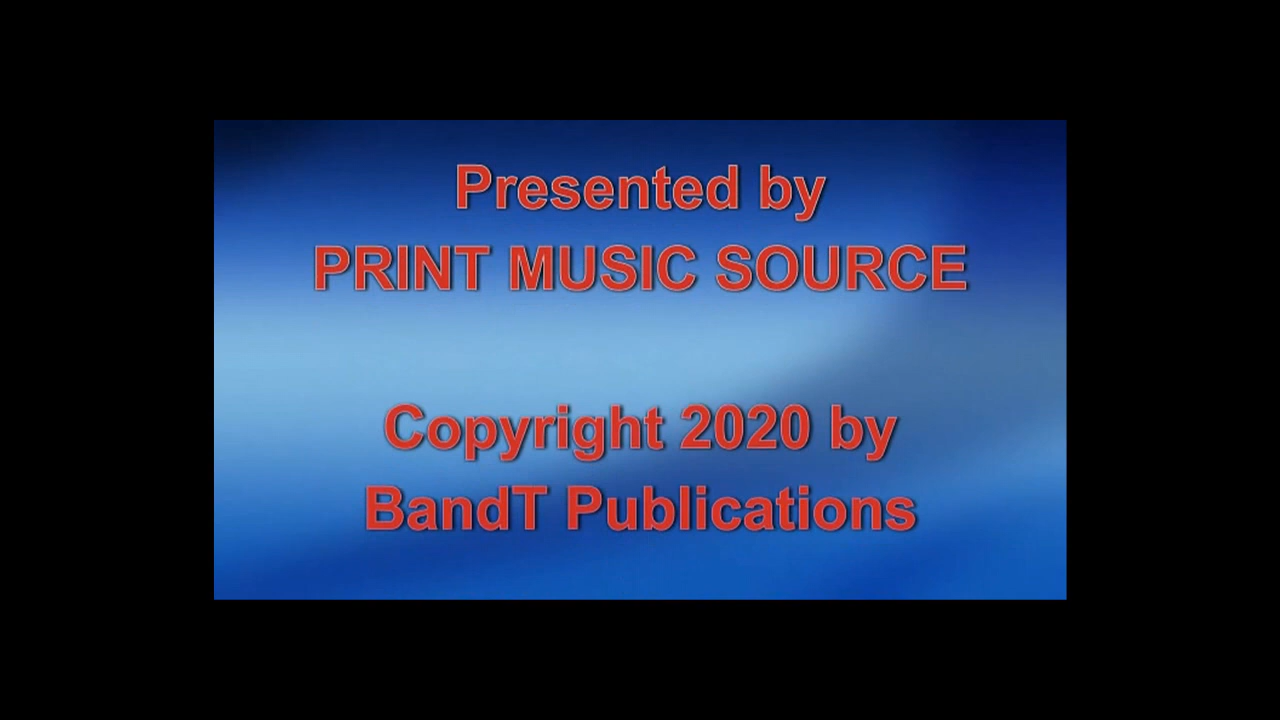 Presented by
PRINT MUSIC SOURCE
Copyright 2020 by
BandT Publications